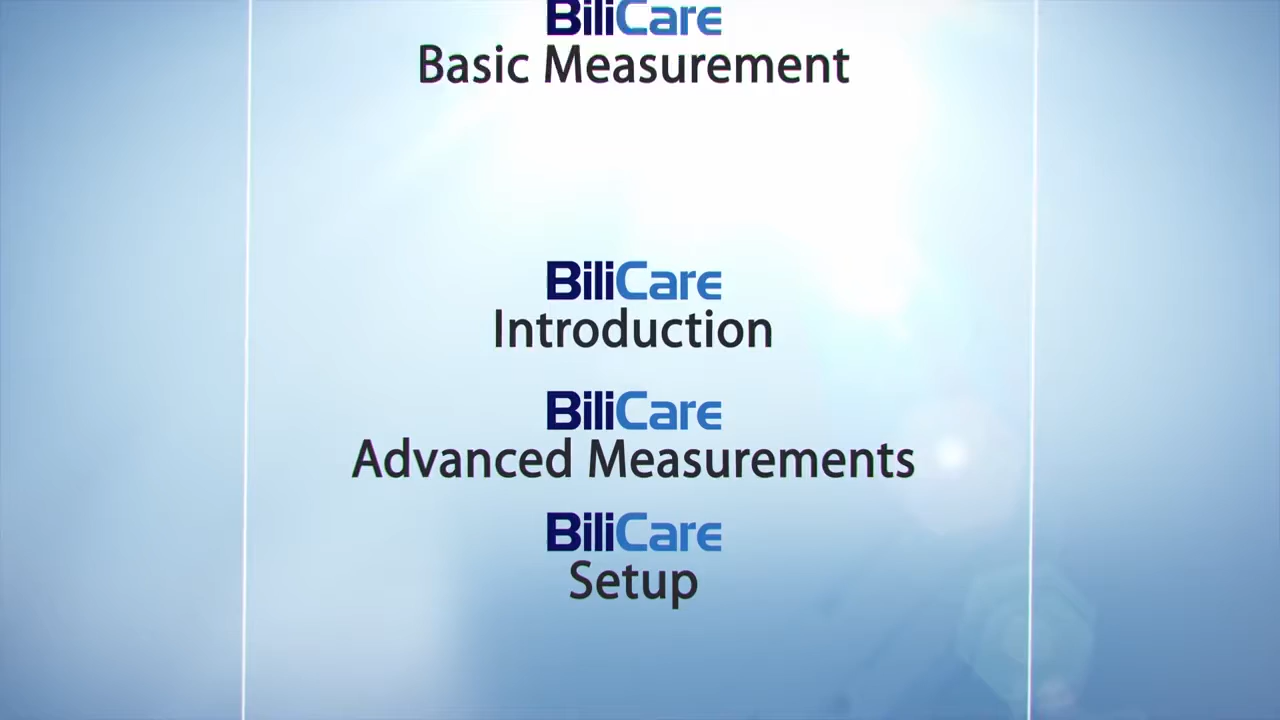 BiliCare
Basic Measurement
BiliCare
Introduction
BiliCare
Advanced Measurements
BiliCare
Setup